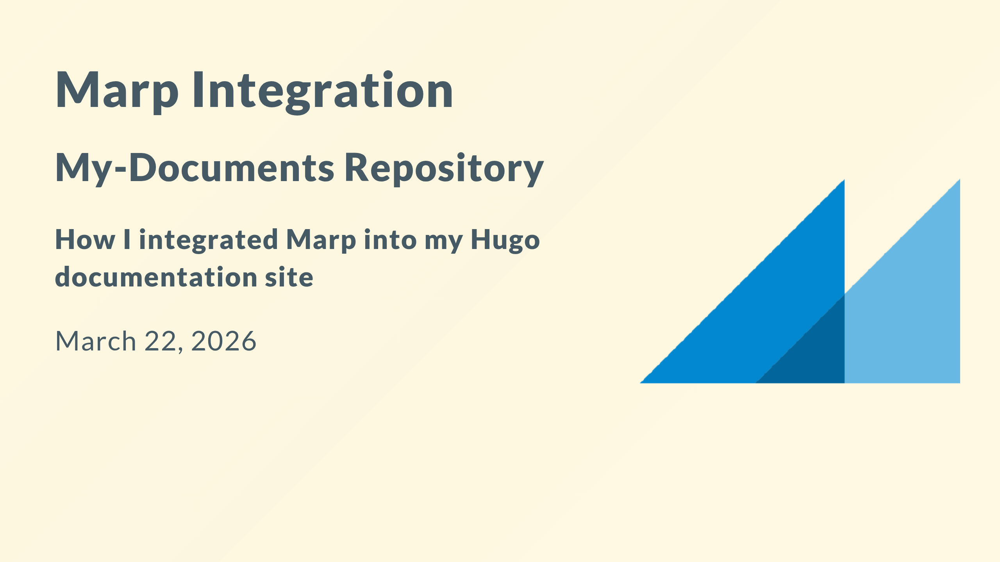 Marp Integration
My-Documents Repository
How I integrated Marp into my Hugo
documentation site
March 22, 2026